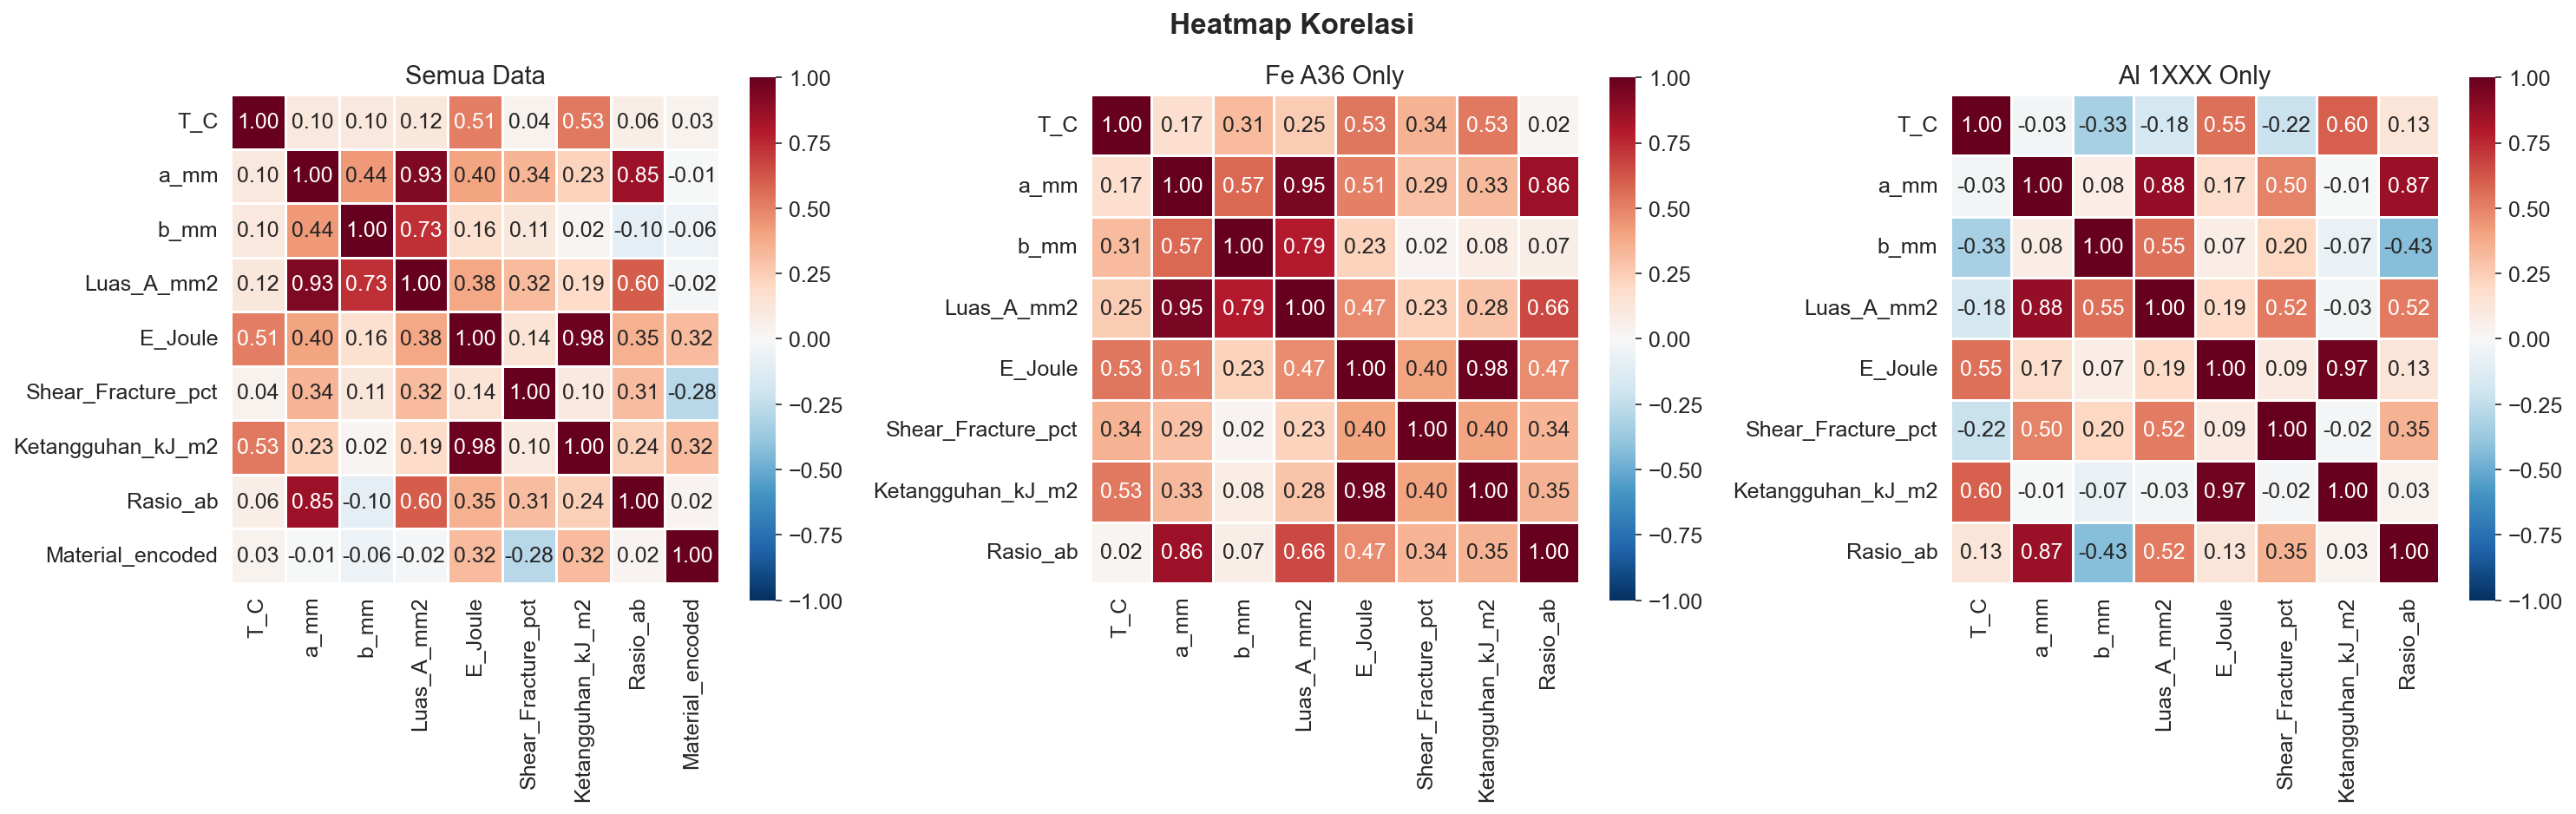 Heatmap Korelasi
Semua Data
T_C 1.00 0.10 0.10 0.12 0.51 0.04 0.53 0.06 0.03
a_mm 0.10 1.00 0.44 0.93 0.40 0.34 0.23 0.85 -0.01
b_mm 0.10 0.44 1.00 0.73 0.16 0.11 0.02 -0.10 -0.06
Luas_A_mm2 0.12 0.93 0.73 1.00 0.38 0.32 0.19 0.60 -0.02
E_Joule 0.51 0.40 0.16 0.38 1.00 0.14 0.98 0.35 0.32
Shear_Fracture_pct 0.04 0.34 0.11 0.32 0.14 1.00 0.10 0.31 -0.28
Ketangguhan_kJ_m2 0.53 0.23 0.02 0.19 0.98 0.10 1.00 0.24 0.32
Rasio_ab 0.06 0.85 -0.10 0.60 0.35 0.31 0.24 1.00 0.02
Material_encoded 0.03 -0.01 -0.06 -0.02 0.32 -0.28 0.32 0.02 1.00
T_C
a_mm
b_mm
Luas_A_mm2
E_Joule
Shear_Fracture_pct
Ketangguhan_kJ_m2
Rasio_ab
Material_encoded
1.00
0.75
0.50
0.25
0.00
−0.25
−0.50
−0.75
−1.00
Fe A36 Only
T_C 1.00 0.17 0.31 0.25 0.53 0.34 0.53 0.02
a_mm 0.17 1.00 0.57 0.95 0.51 0.29 0.33 0.86
b_mm 0.31 0.57 1.00 0.79 0.23 0.02 0.08 0.07
Luas_A_mm2 0.25 0.95 0.79 1.00 0.47 0.23 0.28 0.66
E_Joule 0.53 0.51 0.23 0.47 1.00 0.40 0.98 0.47
Shear_Fracture_pct 0.34 0.29 0.02 0.23 0.40 1.00 0.40 0.34
Ketangguhan_kJ_m2 0.53 0.33 0.08 0.28 0.98 0.40 1.00 0.35
Rasio_ab 0.02 0.86 0.07 0.66 0.47 0.34 0.35 1.00
T_C
a_mm
b_mm
Luas_A_mm2
E_Joule
Shear_Fracture_pct
Ketangguhan_kJ_m2
Rasio_ab
1.00
0.75
0.50
0.25
0.00
−0.25
−0.50
−0.75
−1.00
Al 1XXX Only
T_C 1.00 -0.03 -0.33 -0.18 0.55 -0.22 0.60 0.13
a_mm -0.03 1.00 0.08 0.88 0.17 0.50 -0.01 0.87
b_mm -0.33 0.08 1.00 0.55 0.07 0.20 -0.07 -0.43
Luas_A_mm2 -0.18 0.88 0.55 1.00 0.19 0.52 -0.03 0.52
E_Joule 0.55 0.17 0.07 0.19 1.00 0.09 0.97 0.13
Shear_Fracture_pct -0.22 0.50 0.20 0.52 0.09 1.00 -0.02 0.35
Ketangguhan_kJ_m2 0.60 -0.01 -0.07 -0.03 0.97 -0.02 1.00 0.03
Rasio_ab 0.13 0.87 -0.43 0.52 0.13 0.35 0.03 1.00
T_C
a_mm
b_mm
Luas_A_mm2
E_Joule
Shear_Fracture_pct
Ketangguhan_kJ_m2
Rasio_ab
1.00
0.75
0.50
0.25
0.00
−0.25
−0.50
−0.75
−1.00